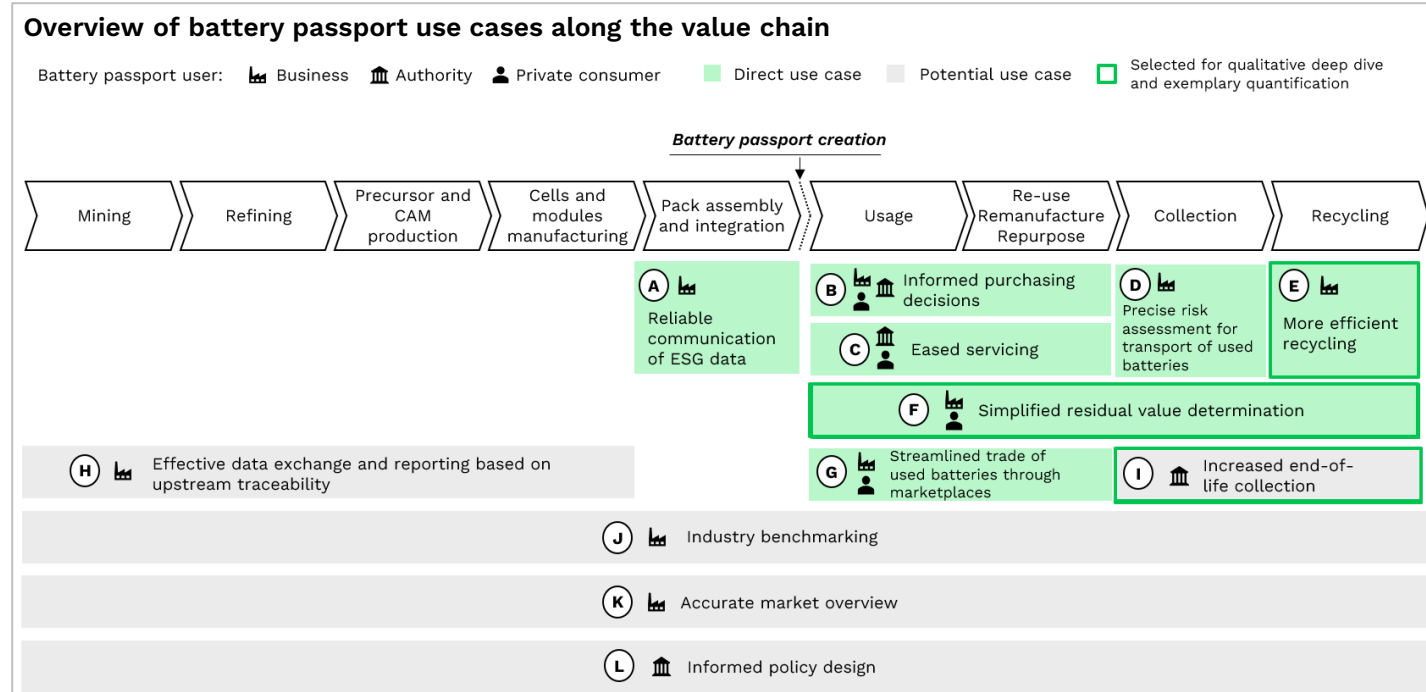 Overview of battery passport use cases along the value chain
Battery passport user: Business Authority Private consumer Direct use case Potential use case Selected for qualitative deep dive
and exemplary quantification
Battery passport creation
Mining
Refining
Precursor and
CAM
production
Cells and
modules
manufacturing
Pack assembly
and integration
Usage
Re-use
Remanufacture
Repurpose
Collection
Recycling
A
Reliable
communication
of ESG data
B
Informed purchasing
decisions
C
Eased servicing
D
Precise risk
assessment for
transport of used
batteries
E
More efficient
recycling
F
Simplified residual value determination
H
Effective data exchange and reporting based on
upstream traceability
G
Streamlined trade of
used batteries through
marketplaces
I
Increased end-of-
life collection
J
Industry benchmarking
K
Accurate market overview
L
Informed policy design